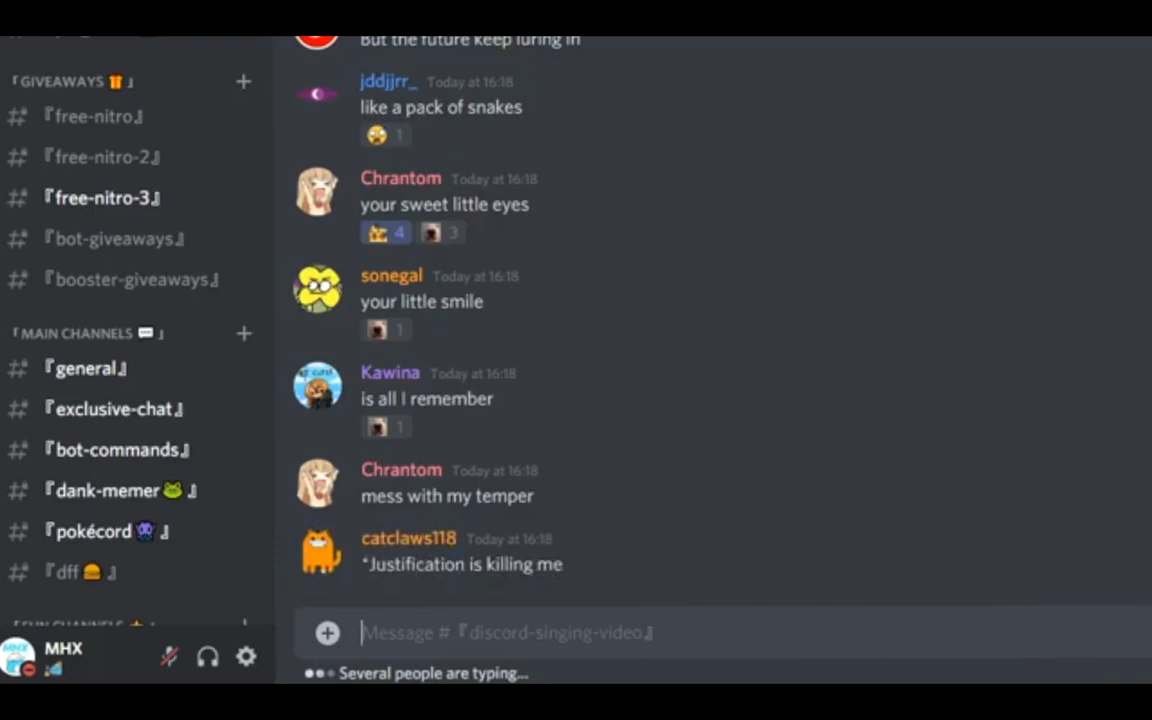 『GIVEAWAYS 』
『free-nitro』
『free-nitro-2』
『free-nitro-3』
『bot-giveaways』
『booster-giveaways』
『MAIN CHANNELS 💬 』
『general』
『exclusive-chat』
『bot-commands』
『dank-memer🐸 』
『pokécord👾 』
『dff🍔 』
『FUN CHANNELS 』
MHX
MHX
But the future keep luring in
jddjjrr_ Today at 16:18
like a pack of snakes
1
Chrantom Today at 16:18
your sweet little eyes
4 3
sonegal Today at 16:18
your little smile
1
Kawina Today at 16:18
is all I remember
1
Chrantom Today at 16:18
mess with my temper
catclaws118 Today at 16:18
*Justification is killing me
Message # 『discord-singing-video』
Several people are typing...